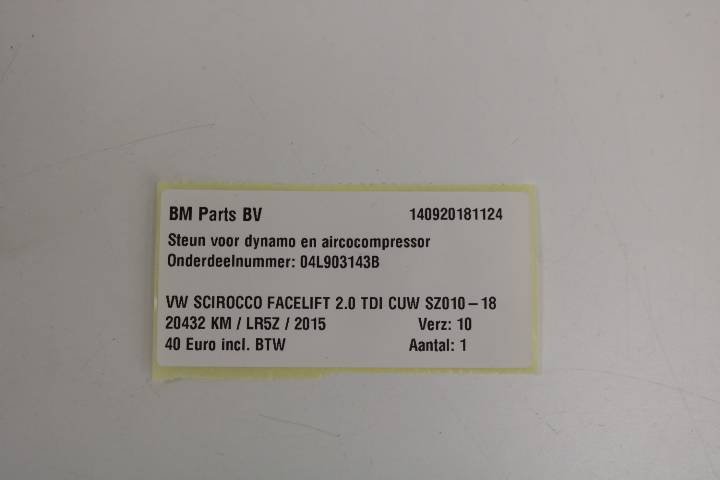 BM Parts BV 140920181124
Steun voor dynamo en aircocompressor
Onderdeelnummer: 04L903143B
VW SCIROCCO FACELIFT 2.0 TDI CUW SZ010-18
20432 KM / LR5Z / 2015 Verz: 10
40 Euro incl. BTW Aantal: 1